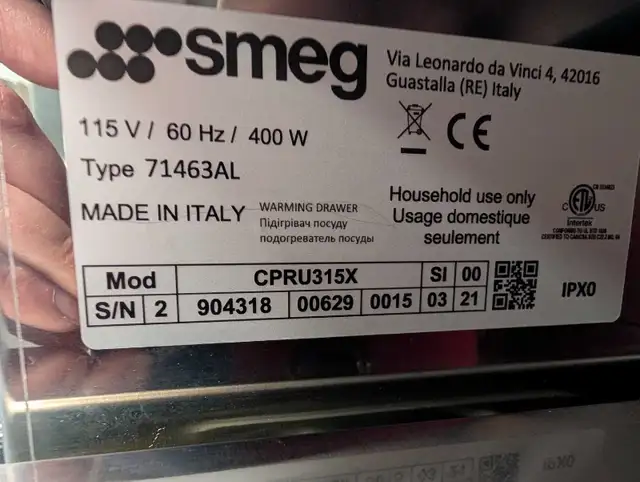 smeg
Via Leonardo da Vinci 4, 42016
Guastalla (RE) Italy
115 V / 60 Hz / 400 W
CE
Type 71463AL
MADE IN ITALY
WARMING DRAWER
Підігрівач посуду
подогреватель посуды
Household use only
Usage domestique
seulement
C US
Intertek
Mod CPRU315X SI 00
S/N 2 904318 00629 0015 03 21
IPX0